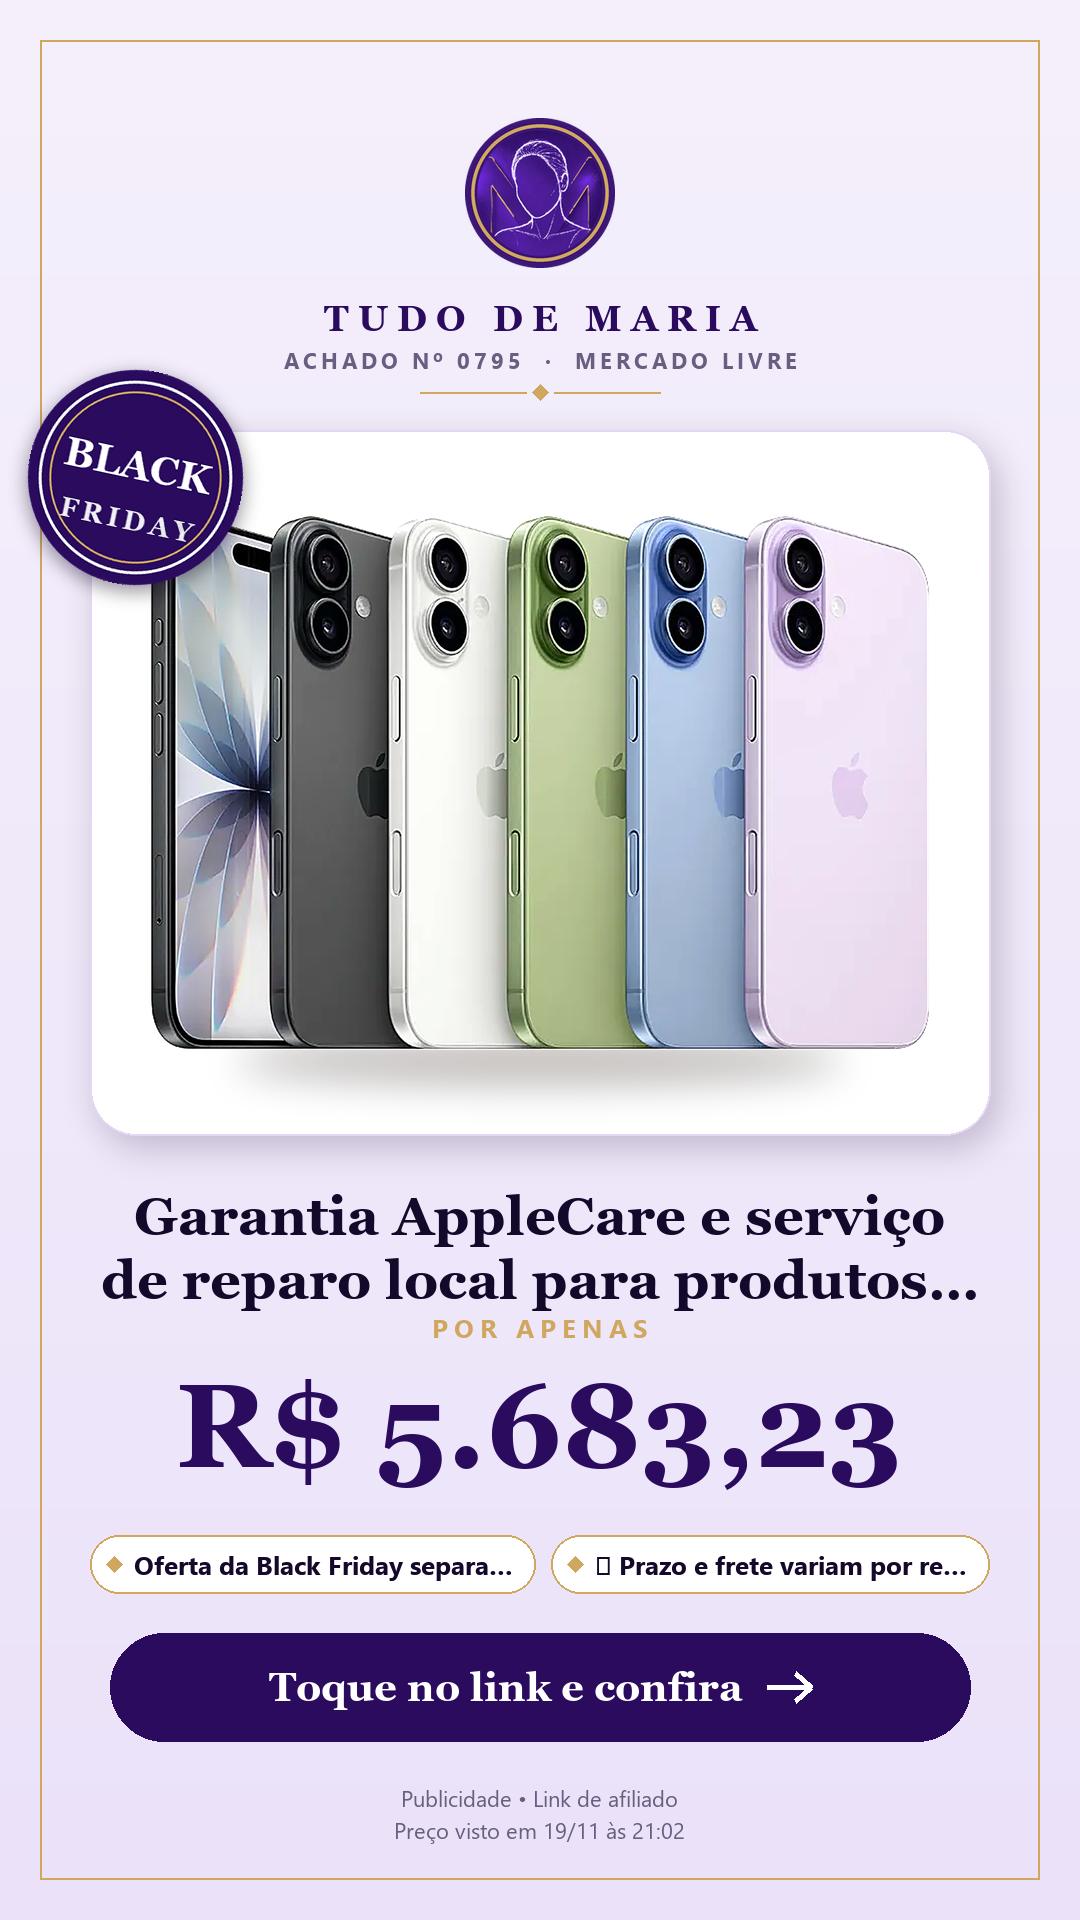 TUDO DE MARIA
ACHADO Nº 0795 · MERCADO LIVRE
BLACK
FRIDAY
Garantia AppleCare e serviço
de reparo local para produtos...
POR APENAS
R$ 5.683,23
Oferta da Black Friday separa...
Prazo e frete variam por re...
Toque no link e confira →
Publicidade • Link de afiliado
Preço visto em 19/11 às 21:02